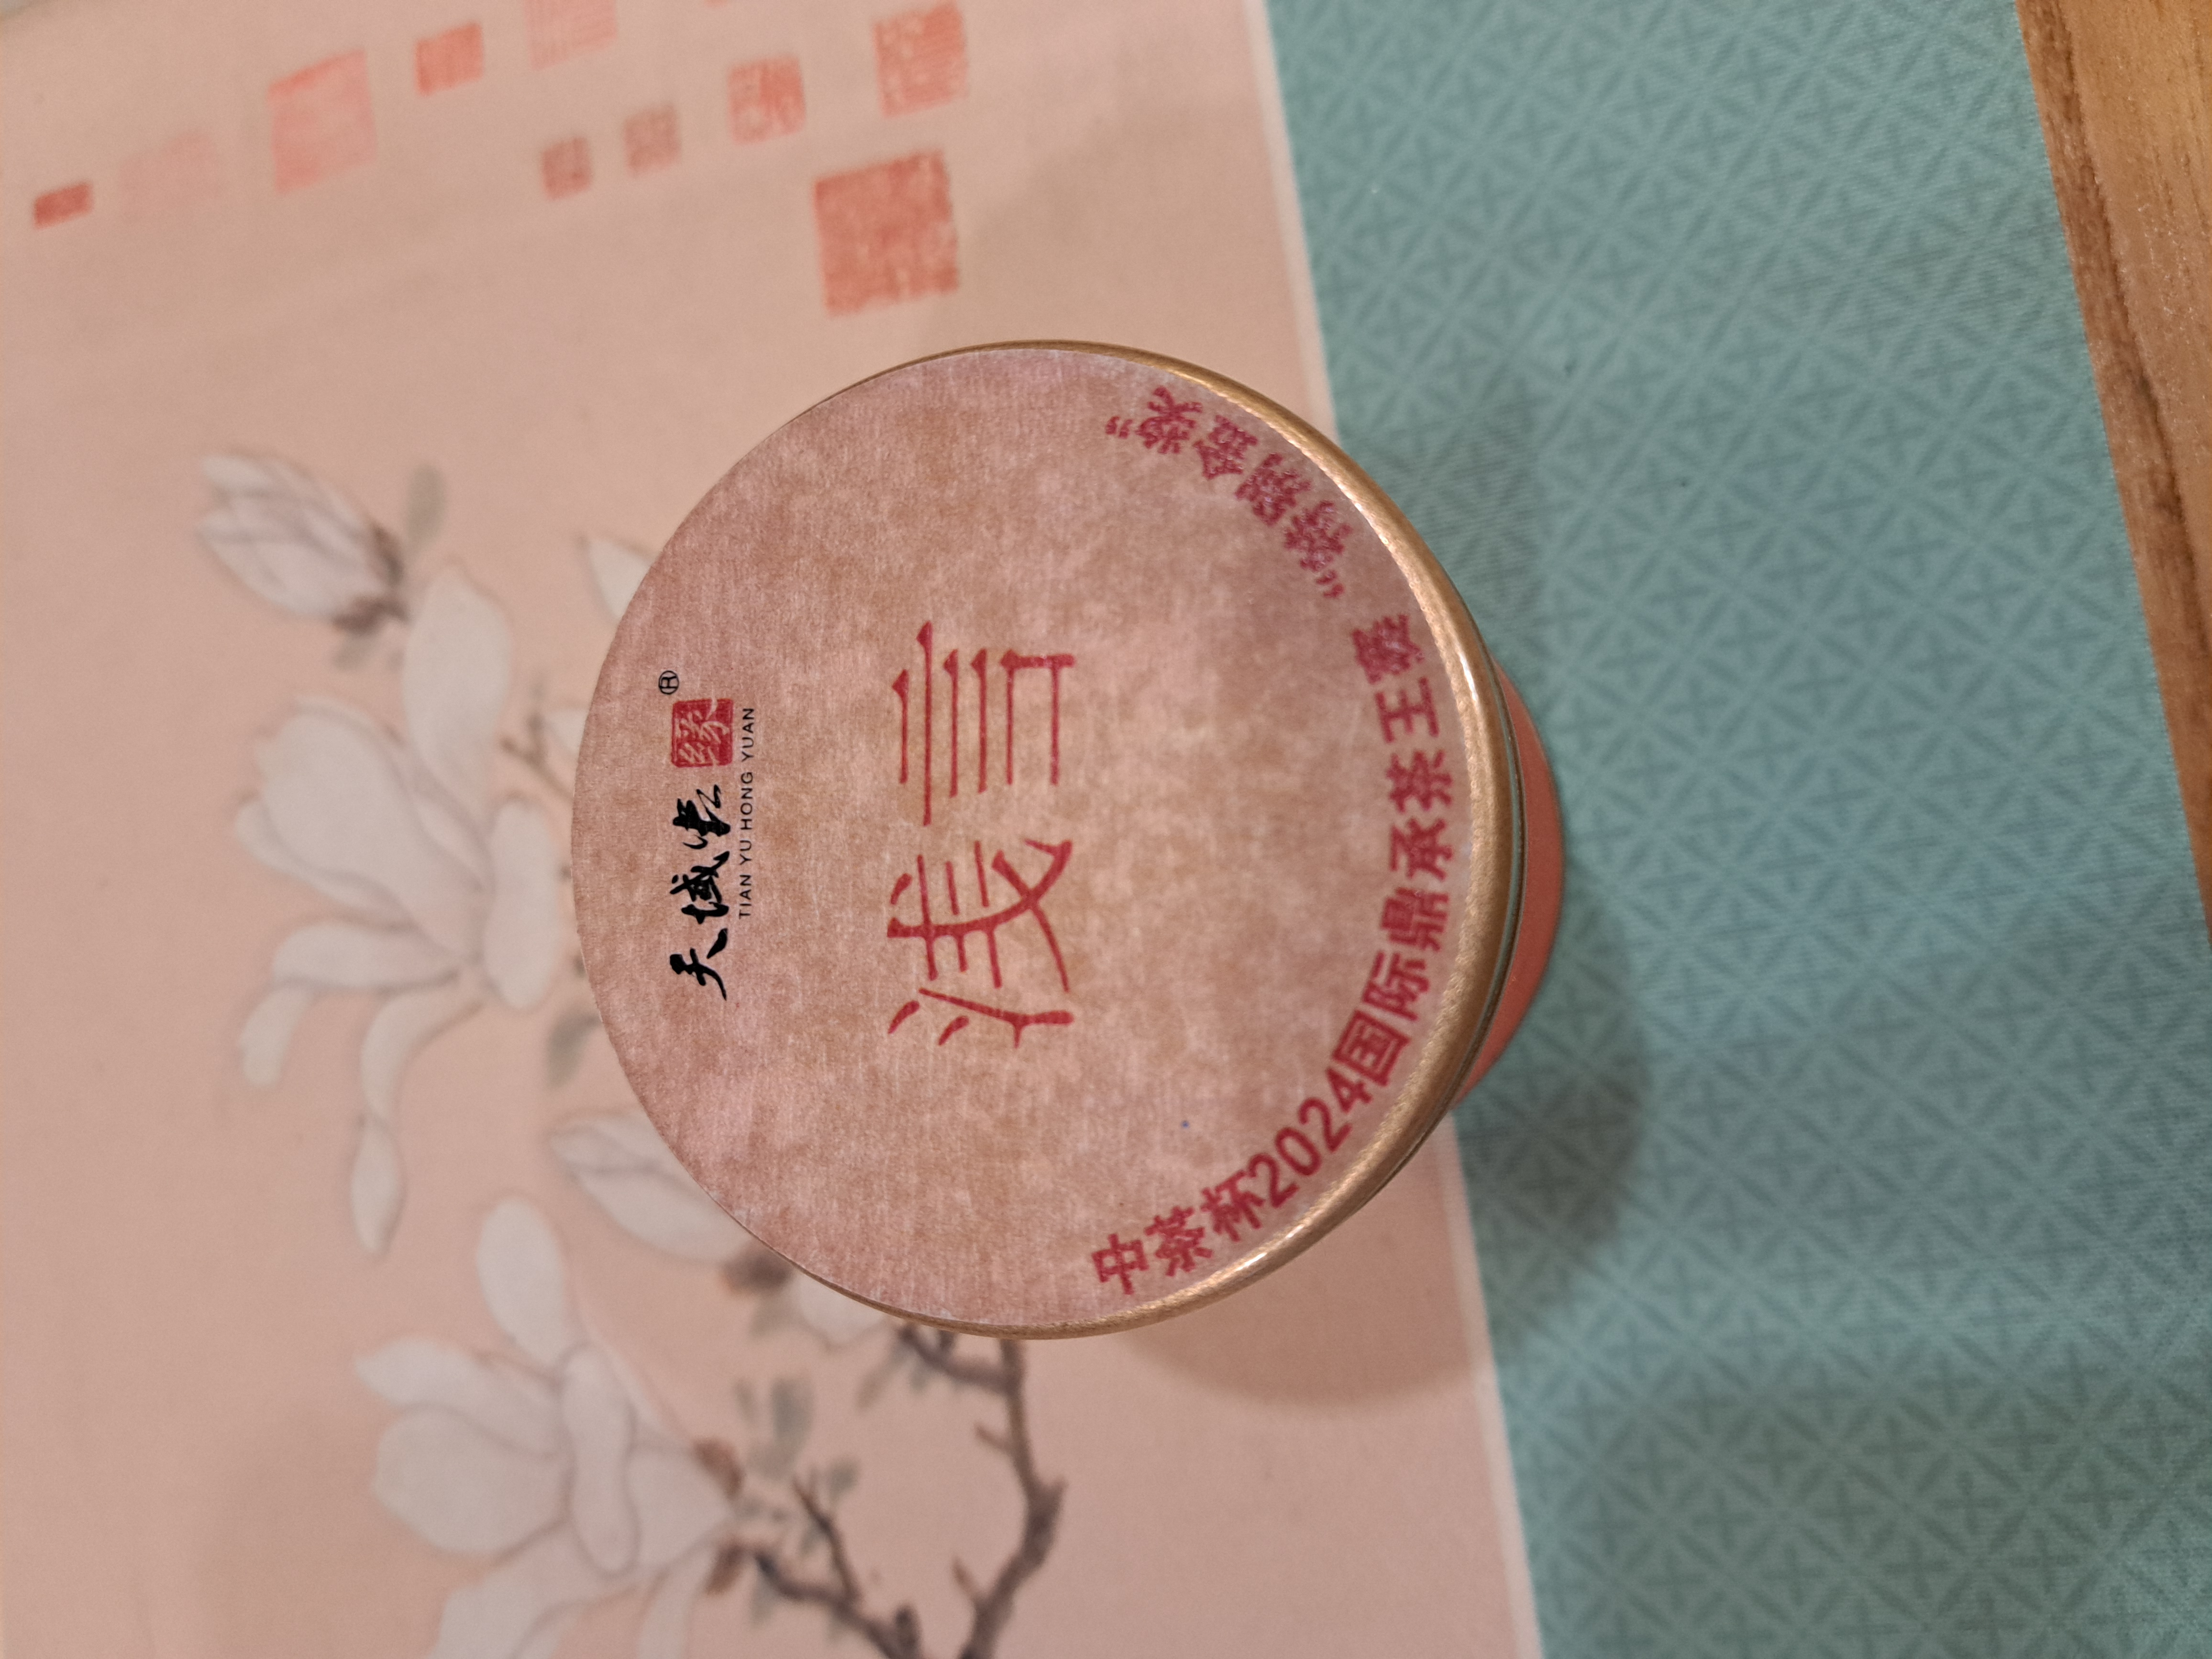 天域 缘®
TIAN YU HONG YUAN
浅言
中茶杯2024国际鼎承茶王赛“特别金奖”